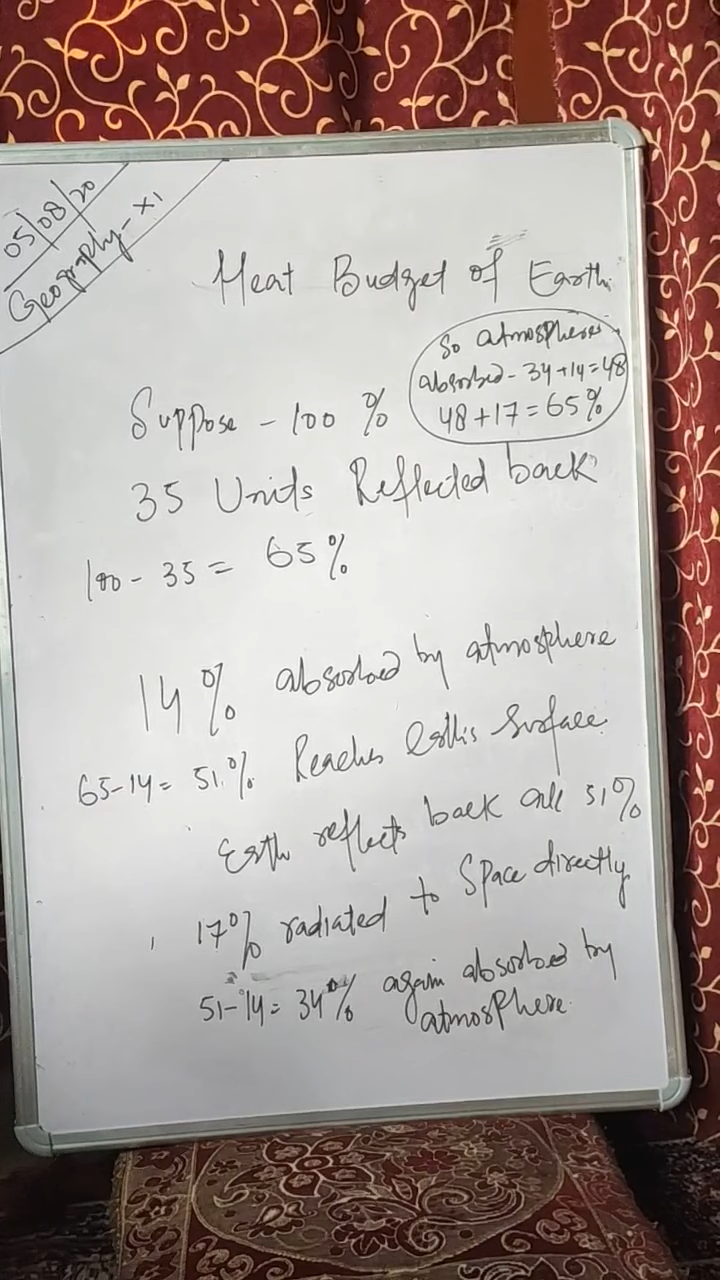 05/08/20
Geography-XI
Heat Budget of Earth
So atmosphere
absorbed - 34+14=48
48+17=65%
Suppose - 100 %
35 Units Reflected back
100 - 35 = 65%
14% absorbed by atmosphere
65-14= 51% Reaches Earth's Surface
Earth reflects back all 51%
17% radiated to Space directly
51-14= 34% again absorbed by
atmosphere